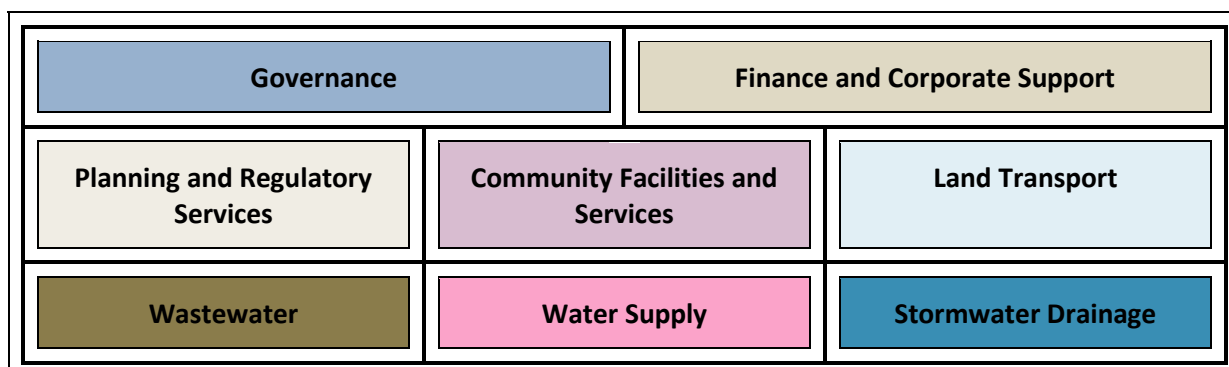 Governance
Finance and Corporate Support
Planning and Regulatory
Services
Community Facilities and
Services
Land Transport
Wastewater
Water Supply
Stormwater Drainage